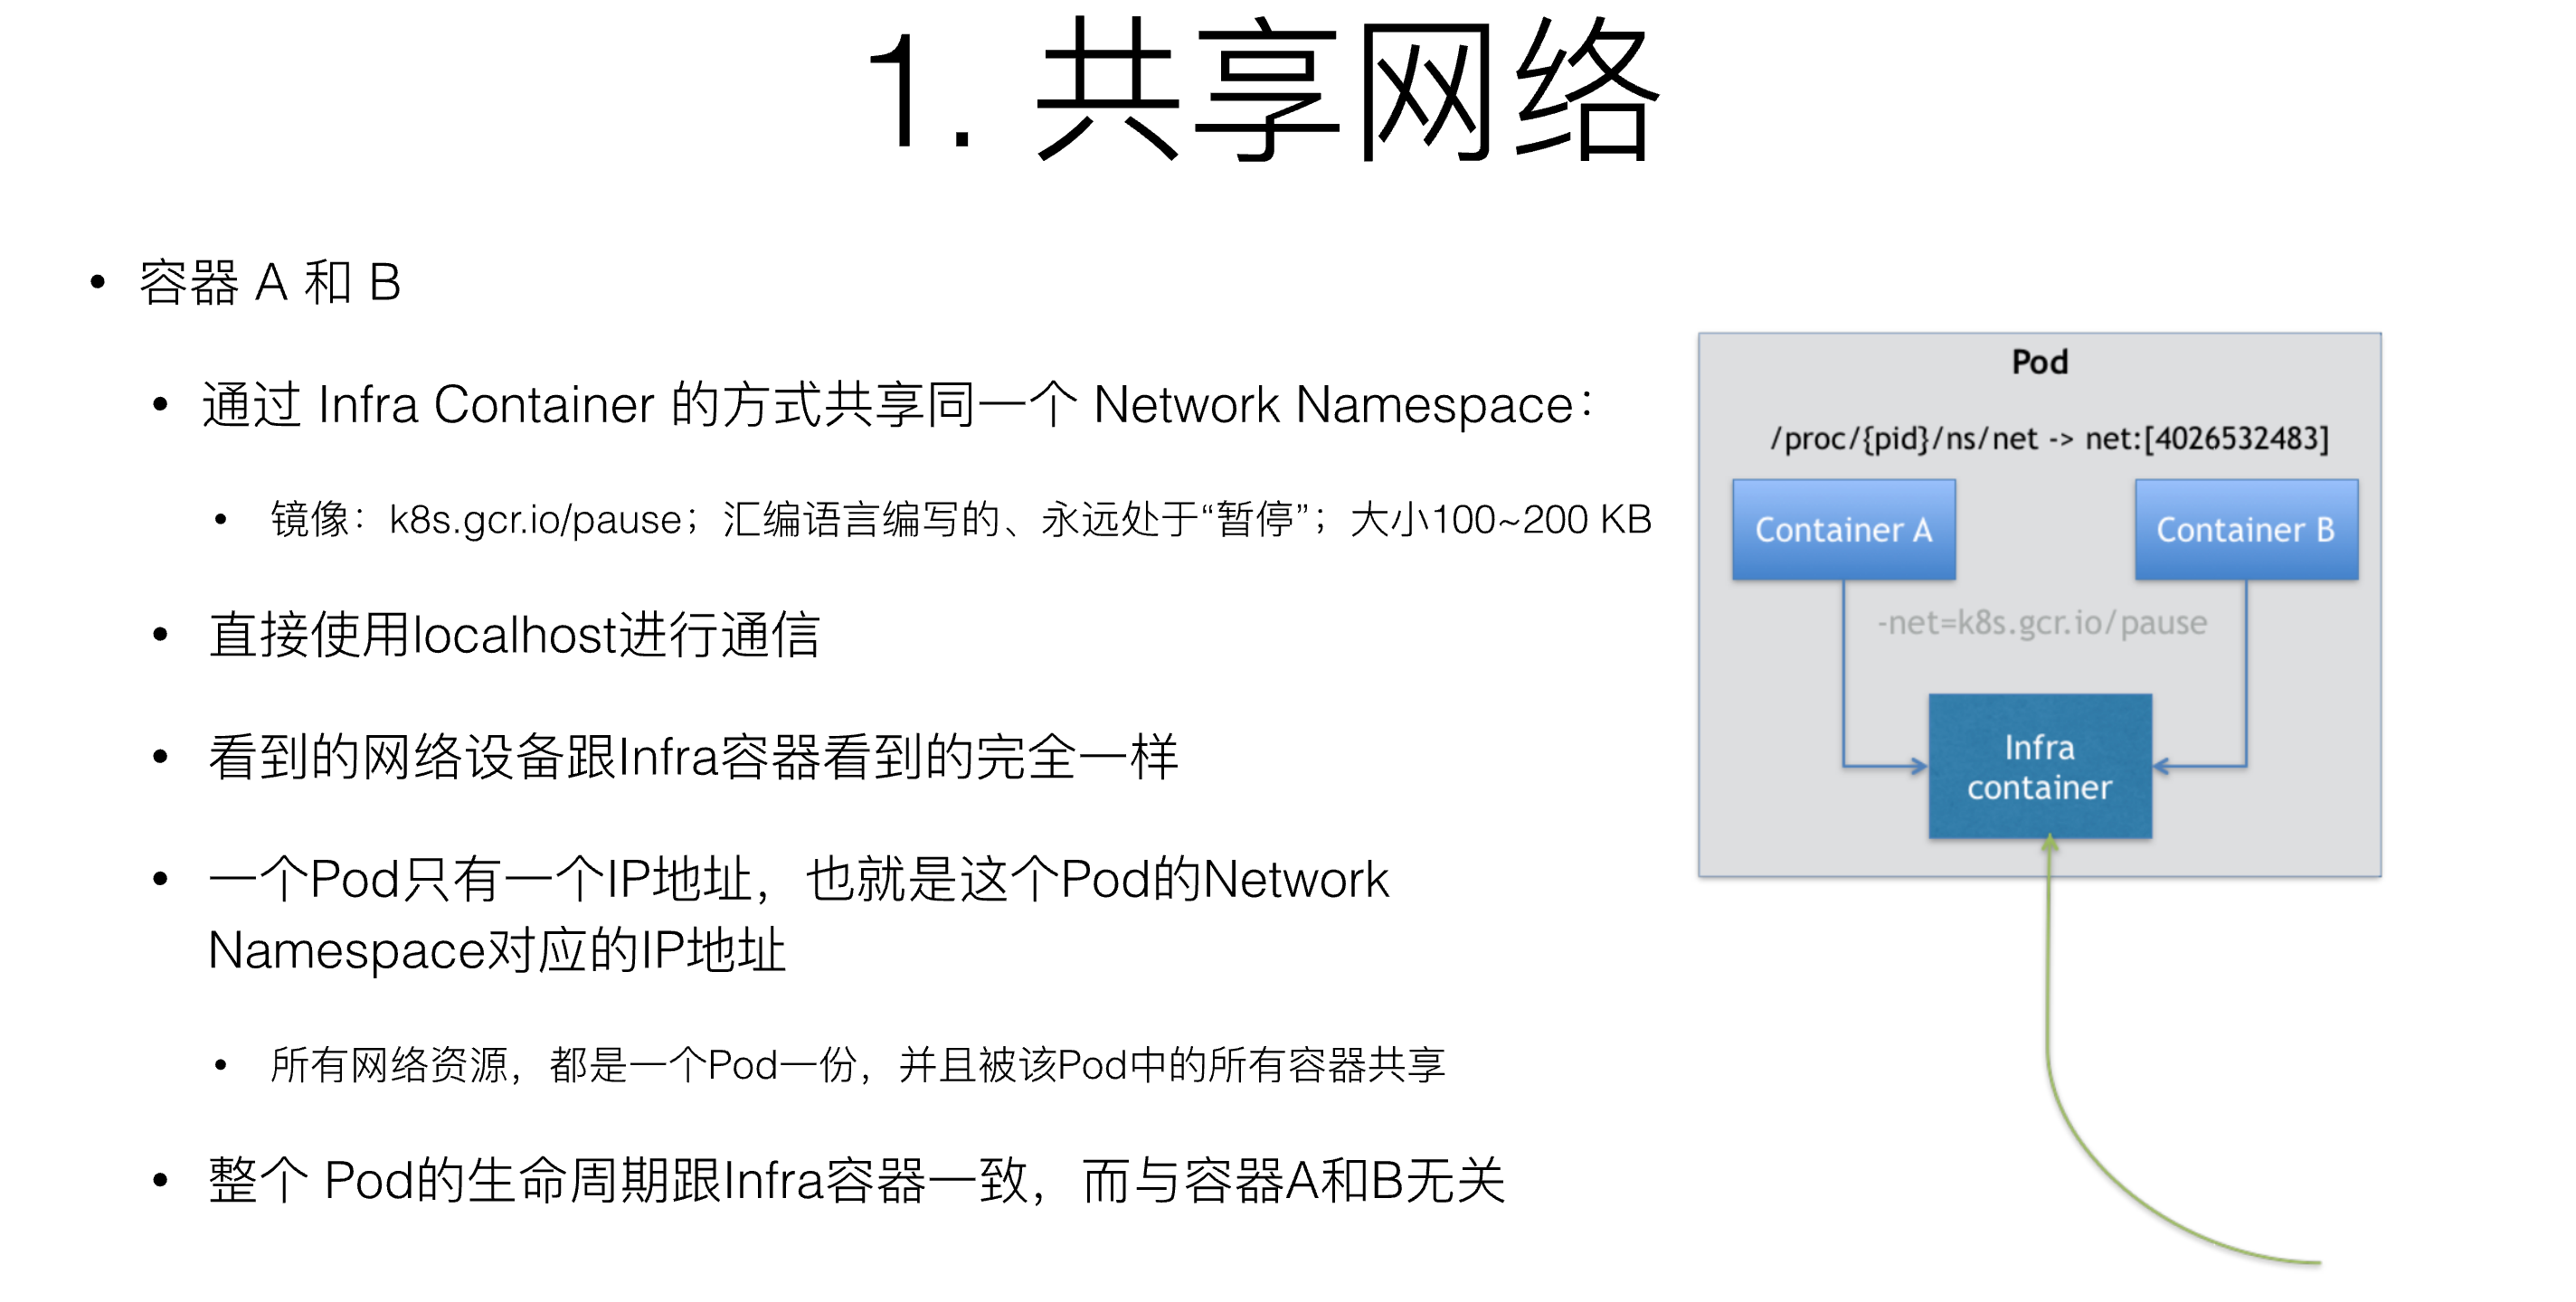 1. 共享网络
• 容器 A 和 B
• 通过 Infra Container 的方式共享同一个 Network Namespace：
• 镜像：k8s.gcr.io/pause；汇编语言编写的、永远处于“暂停”；大小100~200 KB
• 直接使用localhost进行通信
• 看到的网络设备跟Infra容器看到的完全一样
• 一个Pod只有一个IP地址，也就是这个Pod的Network
Namespace对应的IP地址
• 所有网络资源，都是一个Pod一份，并且被该Pod中的所有容器共享
• 整个 Pod的生命周期跟Infra容器一致，而与容器A和B无关
Pod
/proc/{pid}/ns/net -> net:[4026532483]
Container A
Container B
-net=k8s.gcr.io/pause
Infra
container